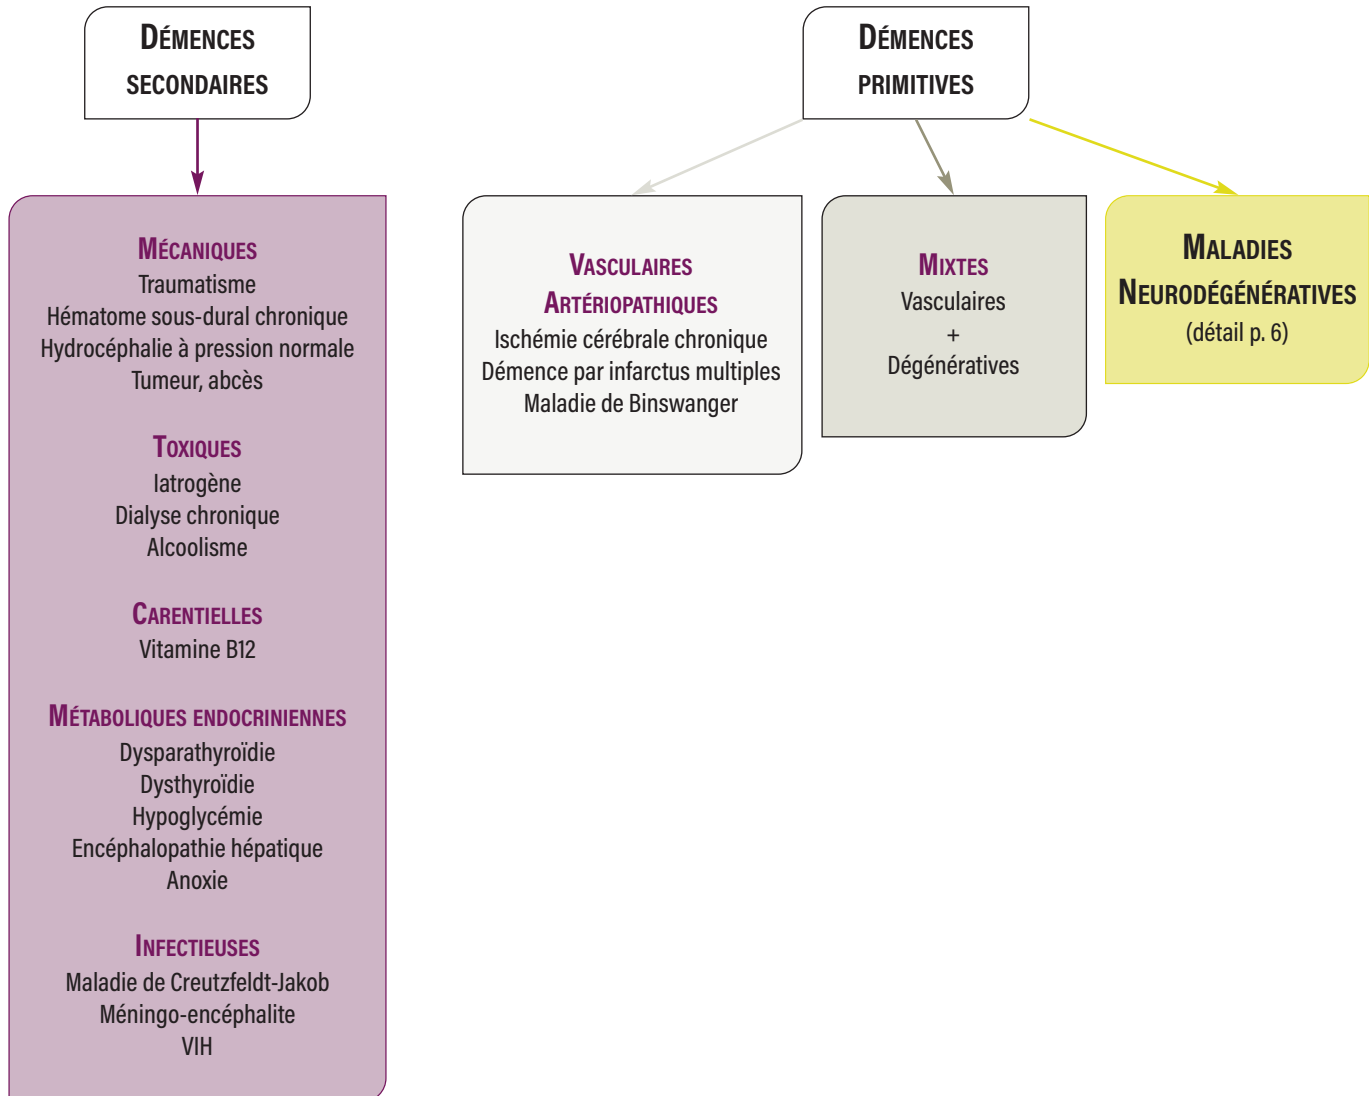 DÉMENCES
SECONDAIRES
MÉCANIQUES
Traumatisme
Hématome sous-dural chronique
Hydrocéphalie à pression normale
Tumeur, abcès
TOXIQUES
Iatrogène
Dialyse chronique
Alcoolisme
CARENTIELLES
Vitamine B12
MÉTABOLIQUES ENDOCRINIENNES
Dysparathyroïdie
Dysthyroïdie
Hypoglycémie
Encéphalopathie hépatique
Anoxie
INFECTIEUSES
Maladie de Creutzfeldt-Jakob
Méningo-encéphalite
VIH
DÉMENCES
PRIMITIVES
VASCULAIRES
ARTÉRIOPATHIQUES
Ischémie cérébrale chronique
Démence par infarctus multiples
Maladie de Binswanger
MIXTES
Vasculaires
+
Dégénératives
MALADIES
NEURODÉGÉNÉRATIVES
(détail p. 6)